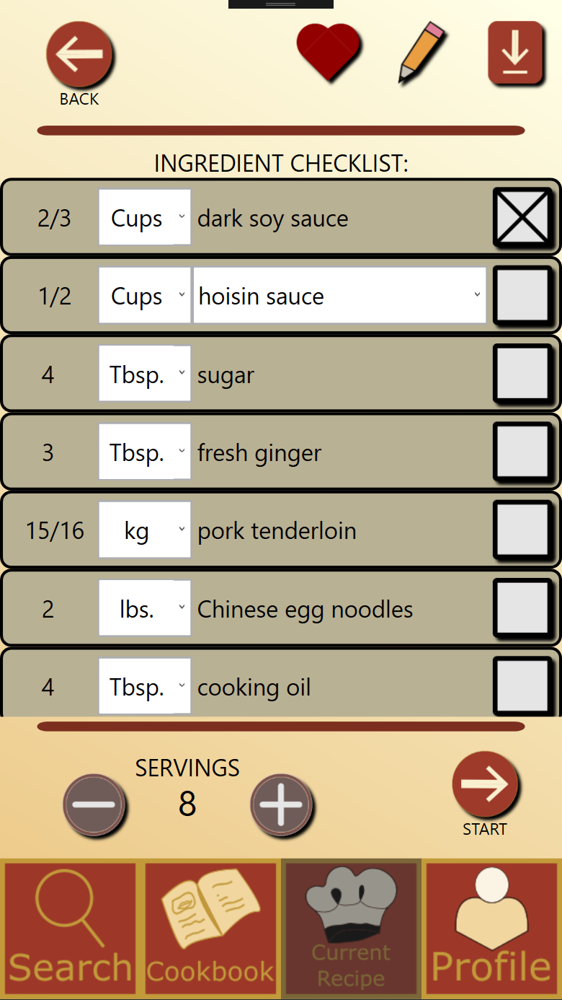 BACK
INGREDIENT CHECKLIST:
2/3 Cups dark soy sauce
1/2 Cups hoisin sauce
4 Tbsp. sugar
3 Tbsp. fresh ginger
15/16 kg pork tenderloin
2 lbs. Chinese egg noodles
4 Tbsp. cooking oil
SERVINGS
8
START
Search
Cookbook
Current
Recipe
Profile